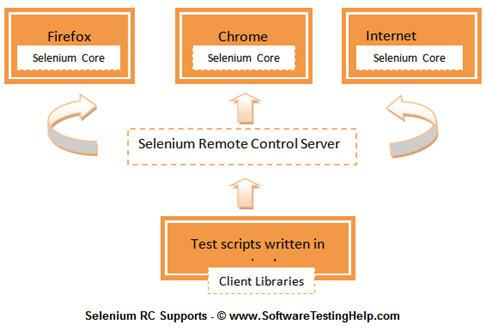 Firefox
Selenium Core
Chrome
Selenium Core
Internet
Selenium Core
Selenium Remote Control Server
Test scripts written in
Client Libraries
Selenium RC Supports - © www.SoftwareTestingHelp.com